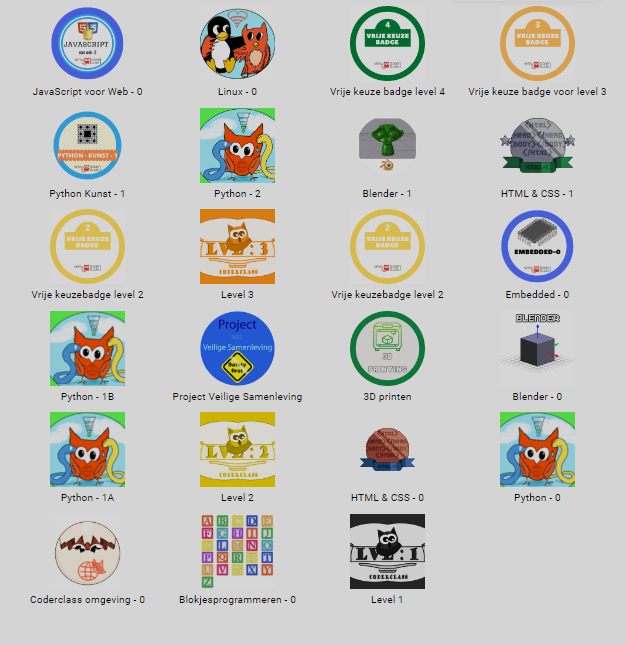 JAVASCRIPT
voor web -0
4
VRIJE KEUZE
BADGE
3
VRIJE KEUZE
BADGE
JavaScript voor Web - 0
Linux - 0
Vrije keuze badge level 4
Vrije keuze badge voor level 3
PYTHON - KUNST - 1
<HTML>
HTML - 1
Python Kunst - 1
Python - 2
Blender - 1
HTML & CSS - 1
2
VRIJE KEUZE
BADGE
LVL: 3
CODERCLASS
2
VRIJE KEUZE
BADGE
EMBEDDED-0
Vrije keuzebadge level 2
Level 3
Vrije keuzebadge level 2
Embedded - 0
Project
Veilige Samenleving
Safety
First
3D
PRINTING
BLENDER
Python - 1B
Project Veilige Samenleving
3D printen
Blender - 0
LVL: 2
CODERCLASS
<HTML>
Python - 1A
Level 2
HTML & CSS - 0
Python - 0
LVL: 1
CODERCLASS
Coderclass omgeving - 0
Blokjesprogrammeren - 0
Level 1